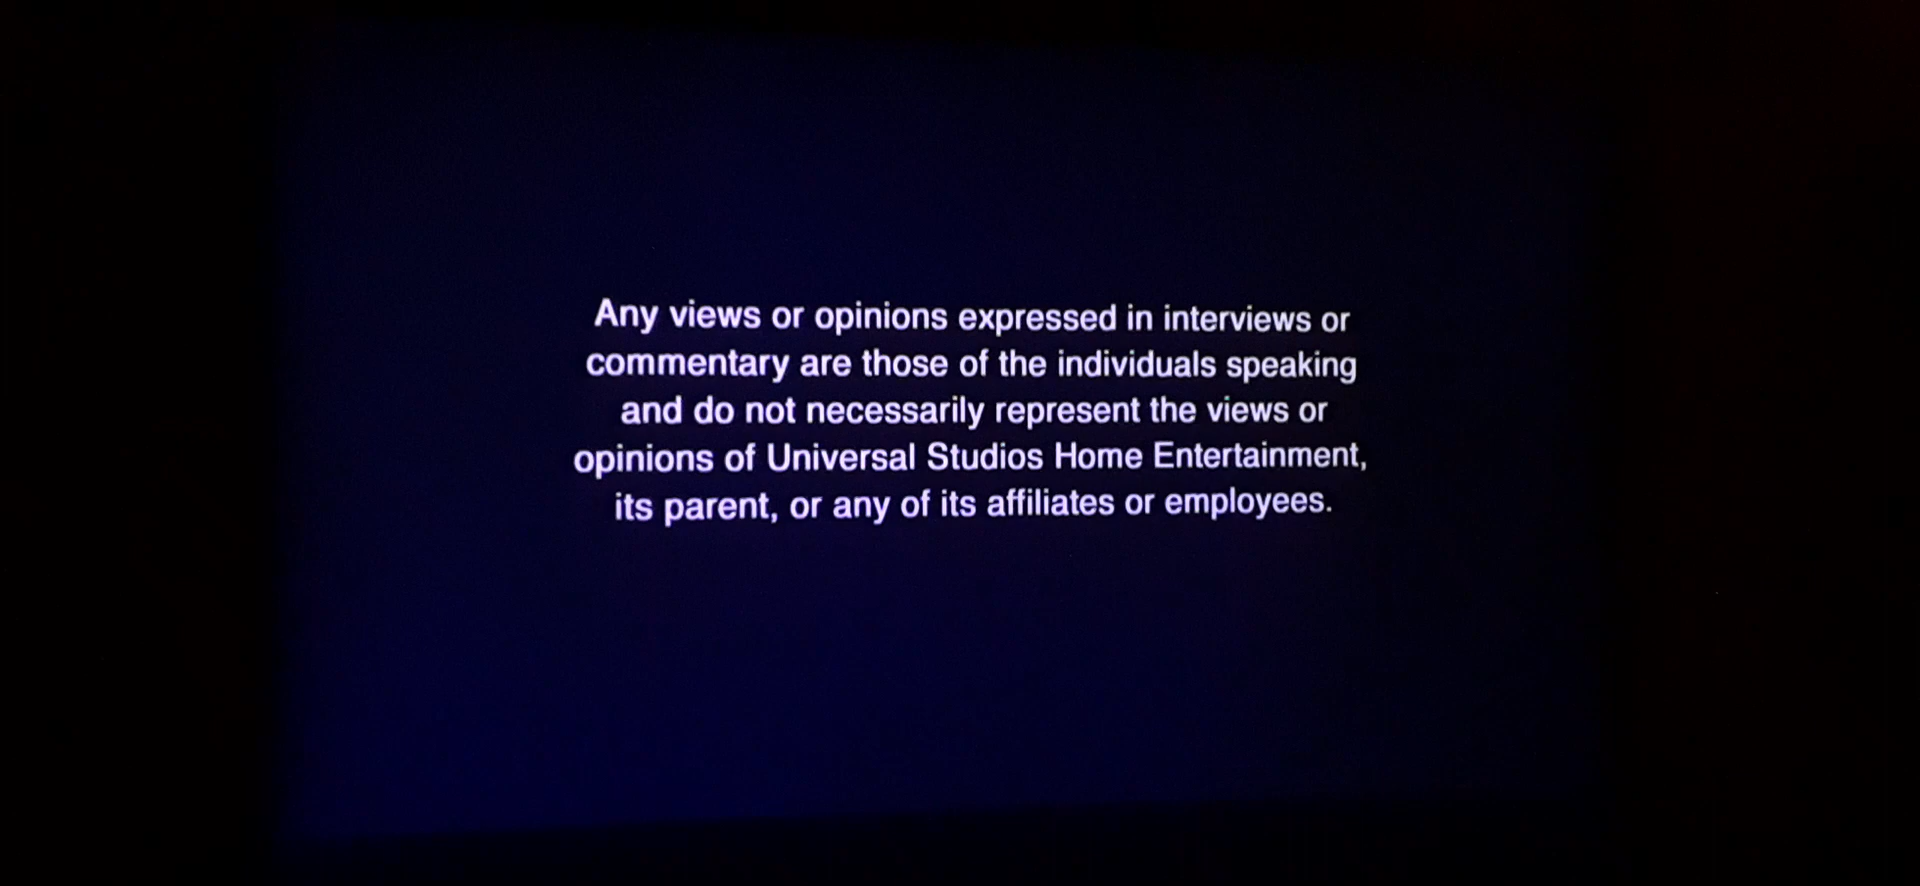 Any views or opinions expressed in interviews or
commentary are those of the individuals speaking
and do not necessarily represent the views or
opinions of Universal Studios Home Entertainment,
its parent, or any of its affiliates or employees.